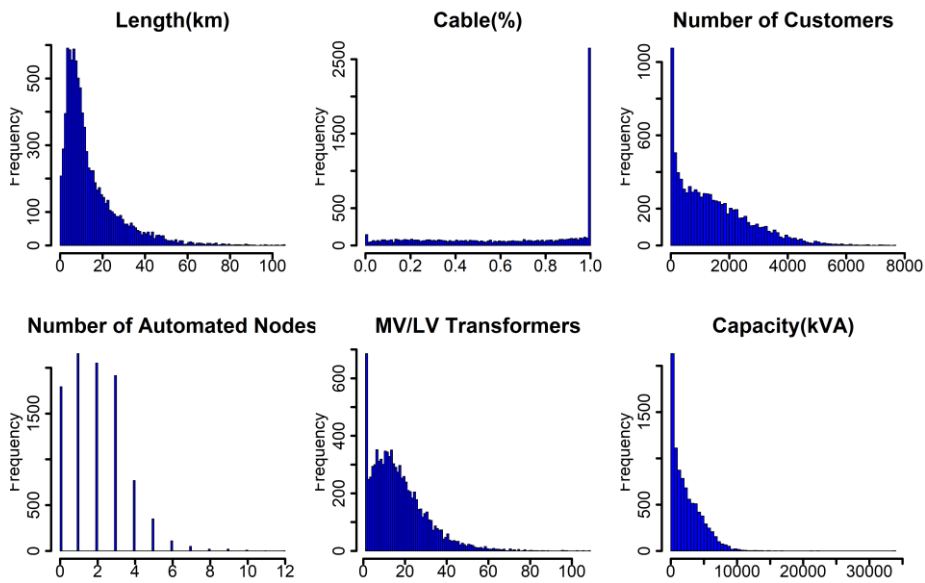 Length(km)
Frequency
500
300
100
0
0 20 40 60 80 100
Cable(%)
Frequency
2500
1500
500
0
0.0 0.2 0.4 0.6 0.8 1.0
Number of Customers
Frequency
1000
600
200
0
0 2000 4000 6000 8000
Number of Automated Nodes
Frequency
1500
500
0
0 2 4 6 8 10 12
MV/LV Transformers
Frequency
600
400
200
0
0 20 40 60 80 100
Capacity(kVA)
Frequency
1500
500
0
0 10000 20000 30000